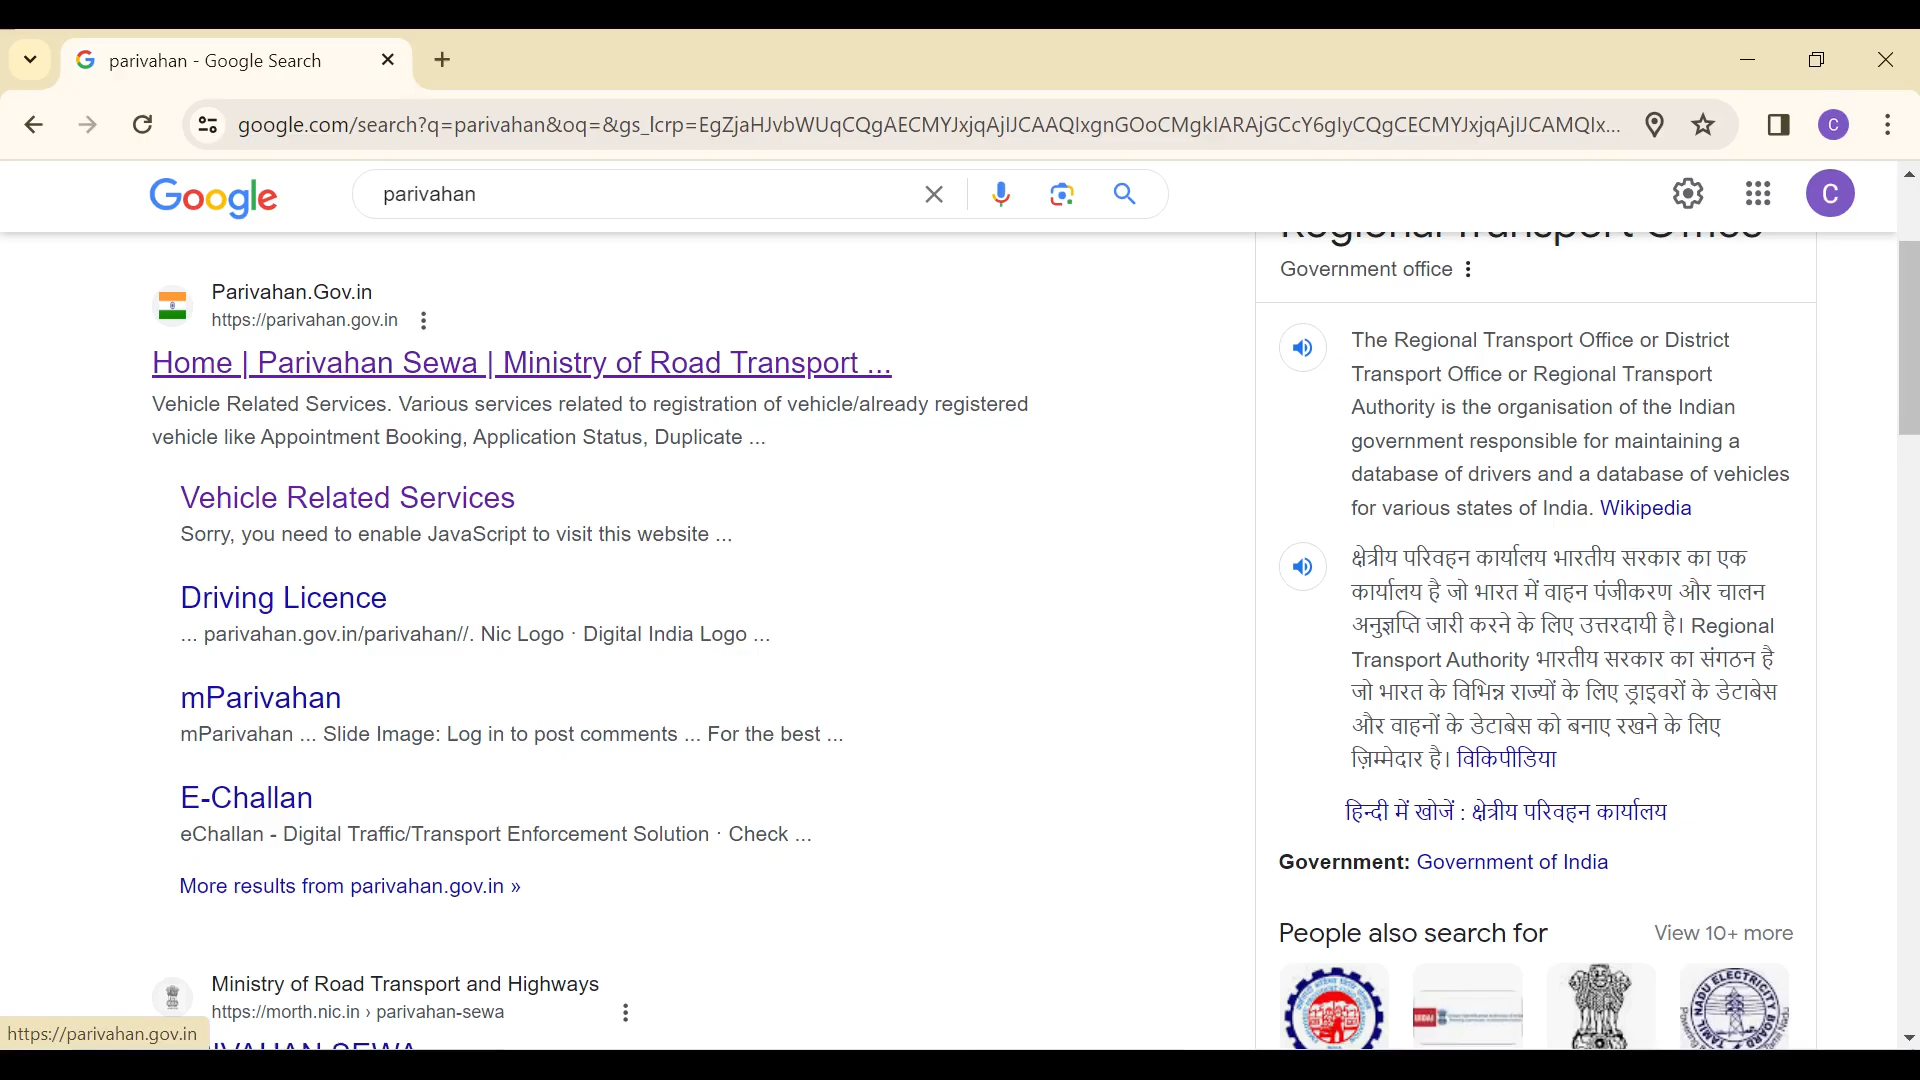 parivahan - Google Search
google.com/search?q=parivahan&oq=&gs_lcrp=EgZjaHJvbWUqCQgAECMYJxjqAjIJCAAQIxgnGOoCMgkIARAjGCcY6gIyCQgCECMYJxjqAjIJCAMQIx...
C
Google
parivahan
C
Parivahan.Gov.in
https://parivahan.gov.in
Home | Parivahan Sewa | Ministry of Road Transport ...
Vehicle Related Services. Various services related to registration of vehicle/already registered
vehicle like Appointment Booking, Application Status, Duplicate ...
Vehicle Related Services
Sorry, you need to enable JavaScript to visit this website ...
Driving Licence
... parivahan.gov.in/parivahan//. Nic Logo · Digital India Logo ...
mParivahan
mParivahan ... Slide Image: Log in to post comments ... For the best ...
E-Challan
eChallan - Digital Traffic/Transport Enforcement Solution · Check ...
More results from parivahan.gov.in »
Ministry of Road Transport and Highways
https://morth.nic.in › parivahan-sewa
IVAHAN SEWA
https://parivahan.gov.in
Regional Transport Office
Government office
The Regional Transport Office or District
Transport Office or Regional Transport
Authority is the organisation of the Indian
government responsible for maintaining a
database of drivers and a database of vehicles
for various states of India. Wikipedia
क्षेत्रीय परिवहन कार्यालय भारतीय सरकार का एक
कार्यालय है जो भारत में वाहन पंजीकरण और चालन
अनुज्ञप्ति जारी करने के लिए उत्तरदायी है। Regional
Transport Authority भारतीय सरकार का संगठन है
जो भारत के विभिन्न राज्यों के लिए ड्राइवरों के डेटाबेस
और वाहनों के डेटाबेस को बनाए रखने के लिए
ज़िम्मेदार है। विकिपीडिया
हिन्दी में खोजें : क्षेत्रीय परिवहन कार्यालय
Government: Government of India
People also search for
View 10+ more
TAMIL NADU ELECTRICITY BOARD